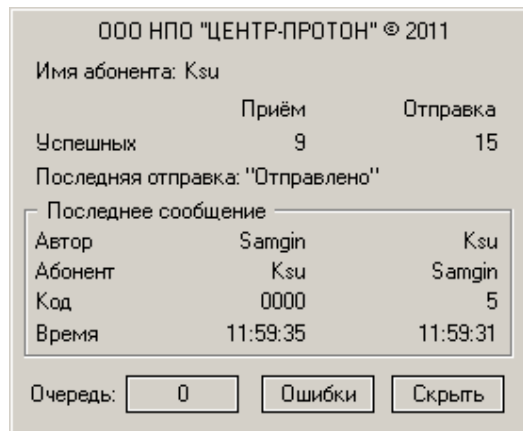 ООО НПО "ЦЕНТР-ПРОТОН" © 2011
Имя абонента: Ksu
Приём Отправка
Успешных 9 15
Последняя отправка: "Отправлено"
Последнее сообщение
Автор Samgin Ksu
Абонент Ksu Samgin
Код 0000 5
Время 11:59:35 11:59:31
Очередь: 0 Ошибки Скрыть